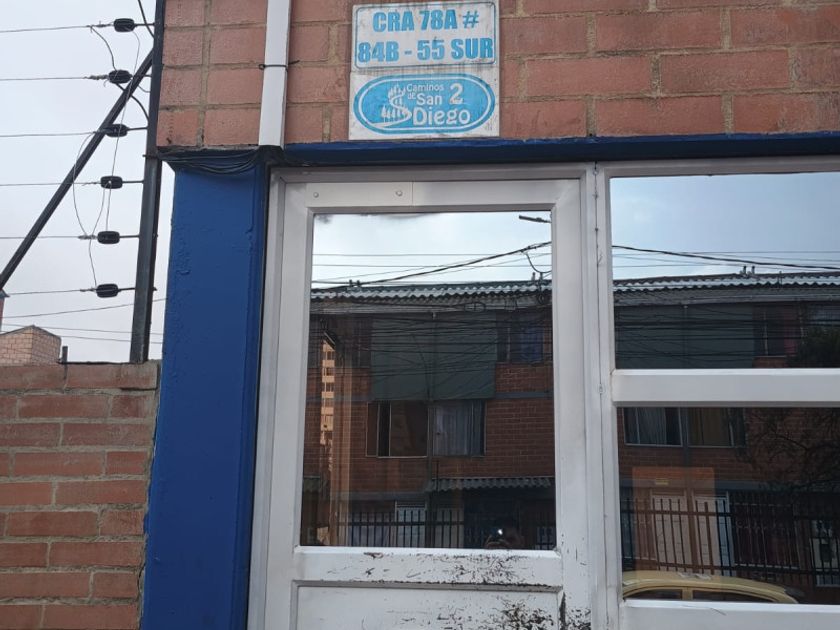 CRA 78A #
84B - 55 SUR
Caminos
de San 2
Diego